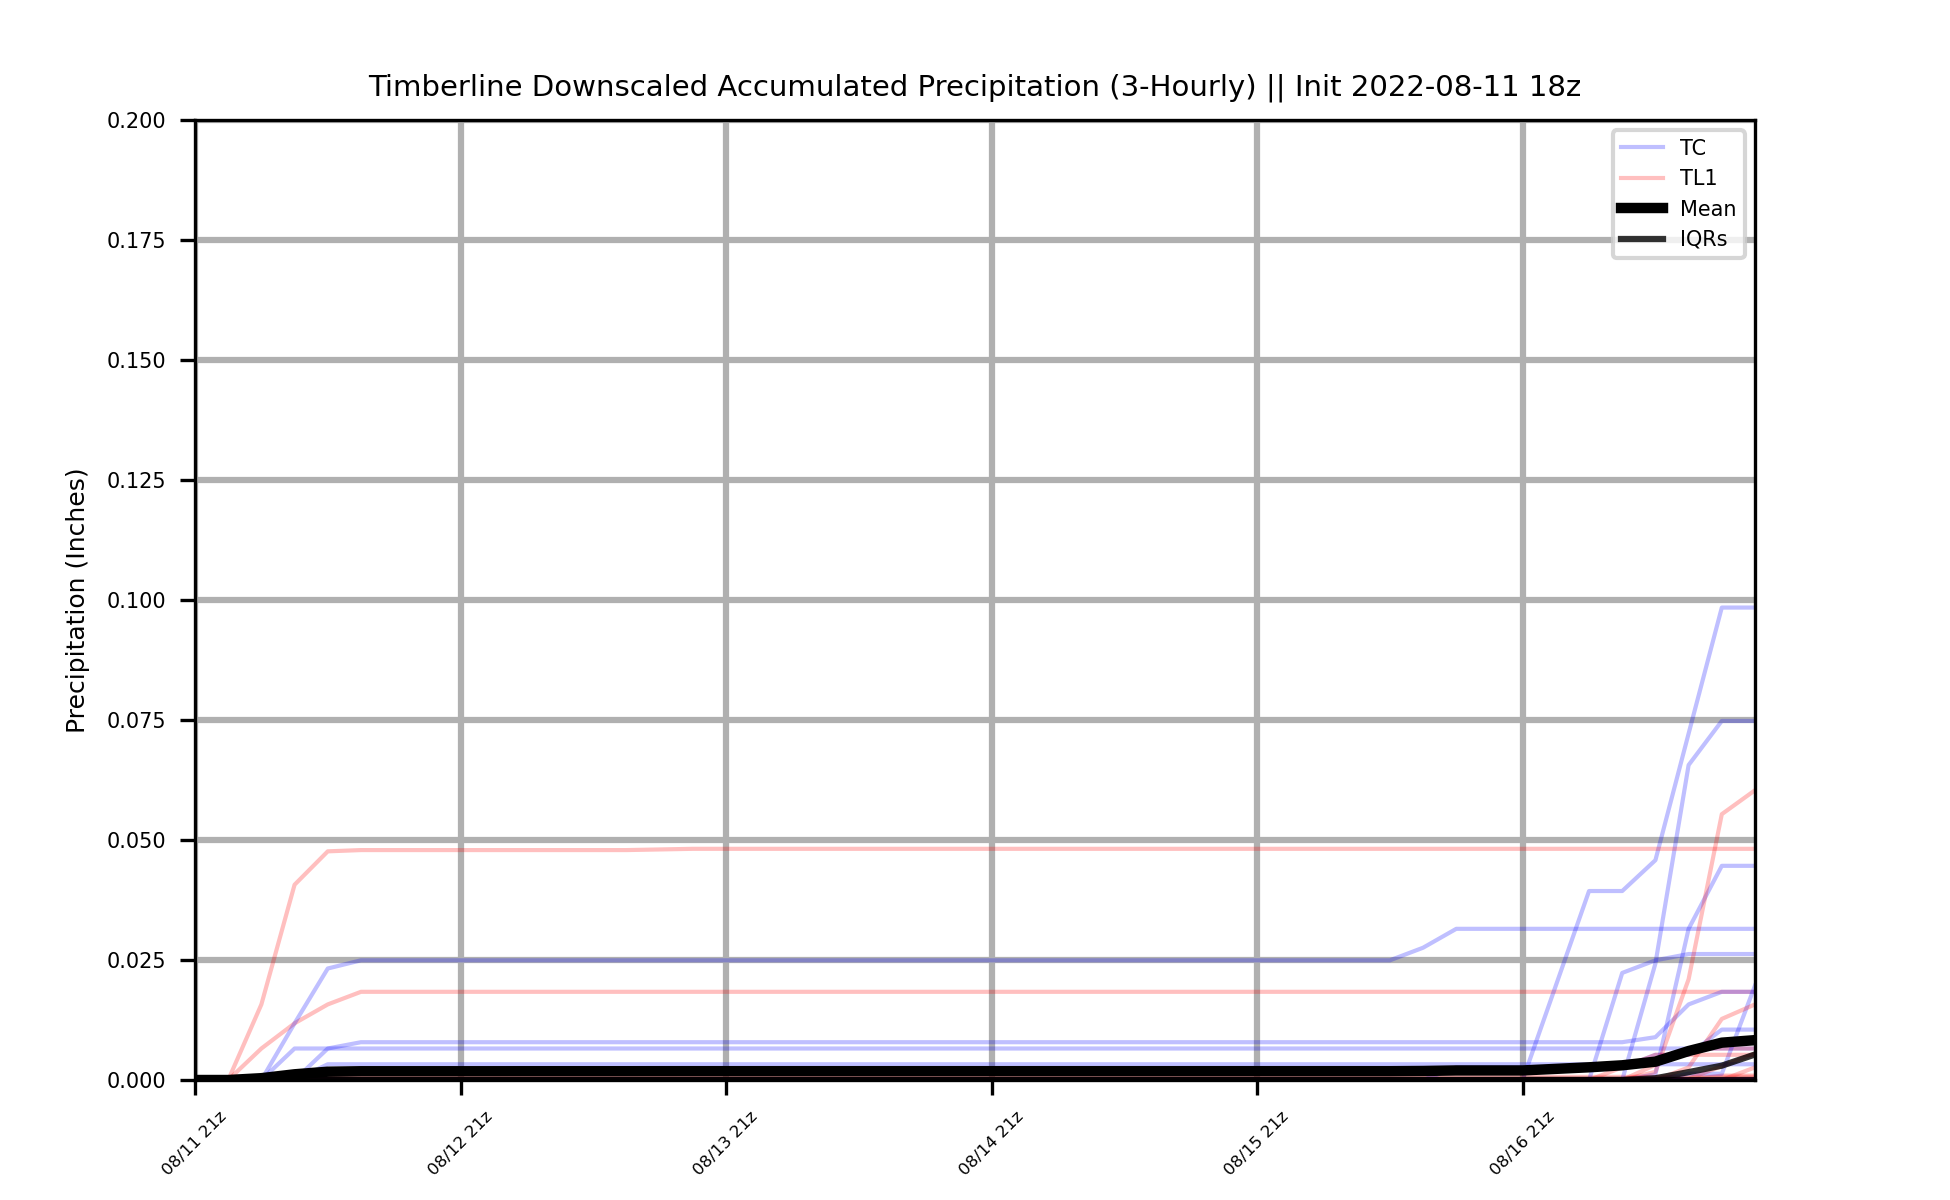 Timberline Downscaled Accumulated Precipitation (3-Hourly) || Init 2022-08-11 18z
Precipitation (Inches)
0.200
0.175
0.150
0.125
0.100
0.075
0.050
0.025
0.000
TC
TL1
Mean
IQRs
08/11 21z
08/12 21z
08/13 21z
08/14 21z
08/15 21z
08/16 21z